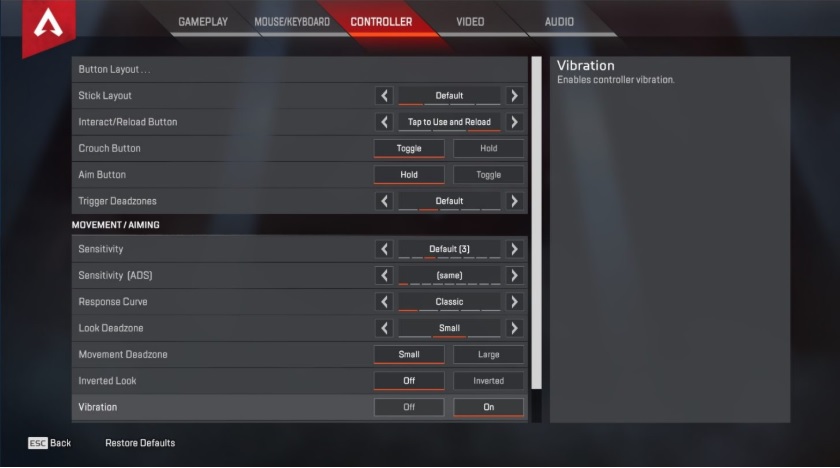 GAMEPLAY MOUSE/KEYBOARD CONTROLLER VIDEO AUDIO
Button Layout...
Stick Layout Default
Interact/Reload Button Tap to Use and Reload
Crouch Button Toggle Hold
Aim Button Hold Toggle
Trigger Deadzones Default
MOVEMENT / AIMING
Sensitivity Default (3)
Sensitivity (ADS) (same)
Response Curve Classic
Look Deadzone Small
Movement Deadzone Small Large
Inverted Look Off Inverted
Vibration Off On
Vibration
Enables controller vibration.
ESC Back Restore Defaults